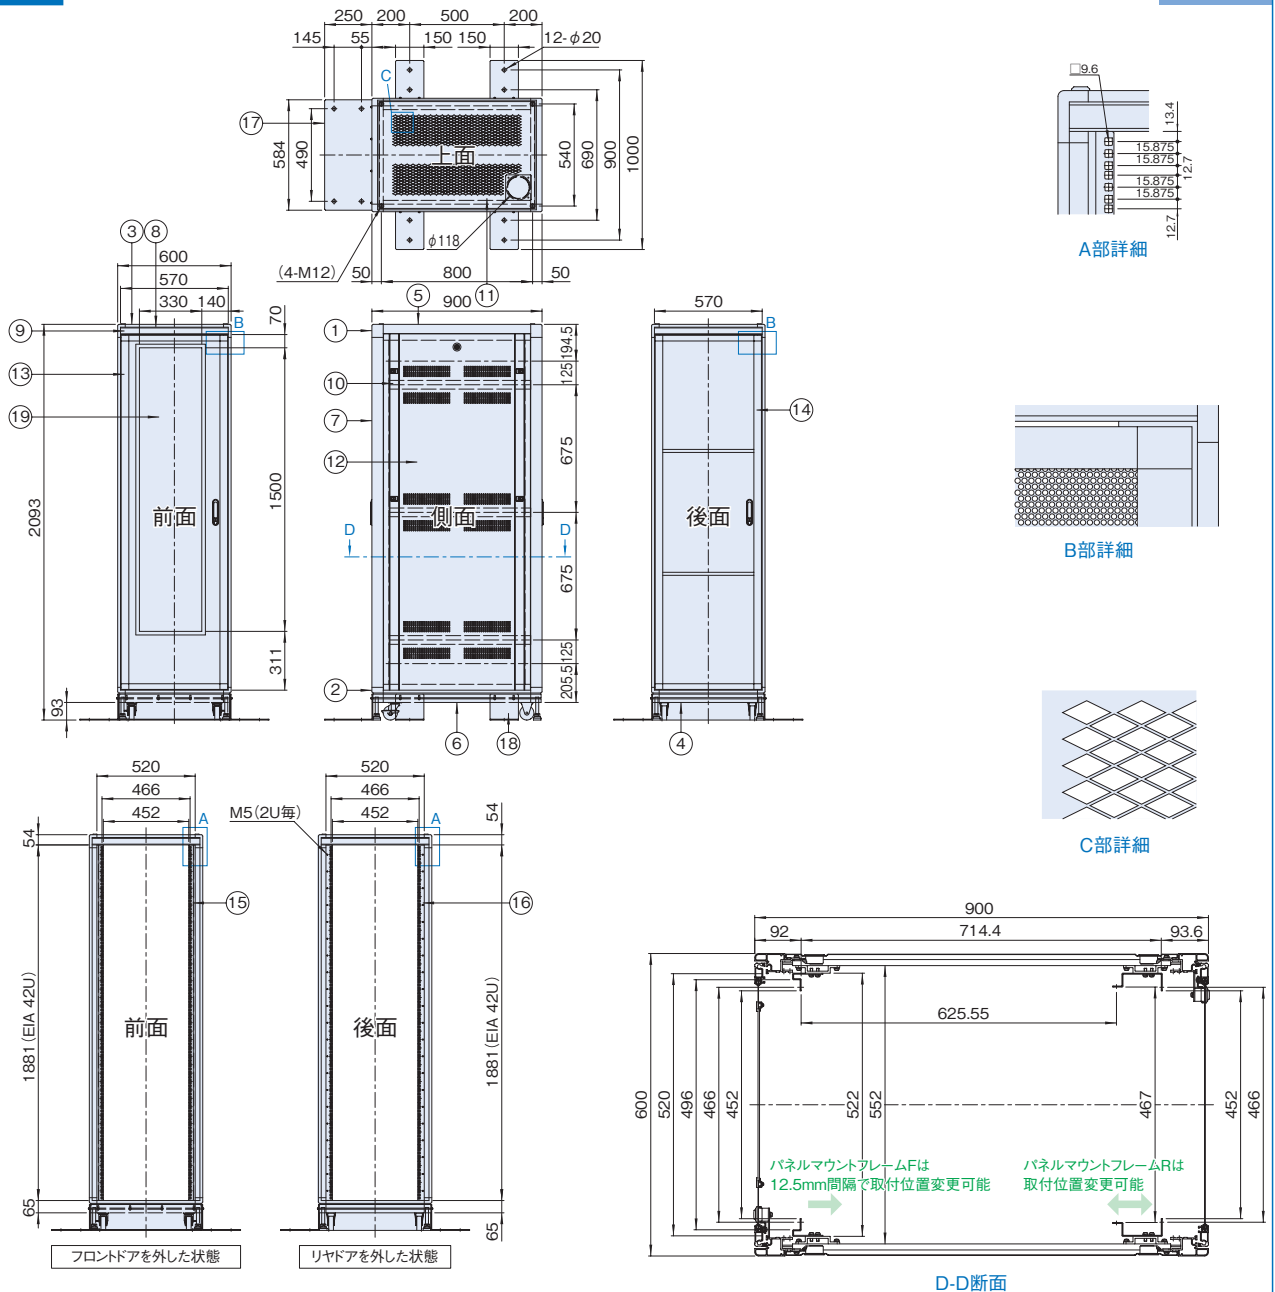 250 200 500 200
145 55 150 150 12-φ20
C
⑰
584
490
上面
540
690
900
1000
φ118
(4-M12)
50 800 50
⑪
□9.6
13.4
15.875
15.875
12.7
15.875
15.875
12.7
A部詳細
③ ⑧
600
570
330 140
70
B
⑨
⑬
⑲
前面
1500
311
2093
93
⑤
900
①
⑩
⑦
⑫
側面
D D
②
⑥ ⑱
194.5
125
675
675
125
205.5
570
B
⑭
後面
④
B部詳細
C部詳細
520
466
452
A
54
⑮
1881(EIA 42U)
前面
65
フロントドアを外した状態
520
466
452
M5(2U毎)
A
54
⑯
後面
1881(EIA 42U)
65
リヤドアを外した状態
900
92 714.4 93.6
625.55
600
520
496
466
452
522
552
467
452
466
パネルマウントフレームFは
12.5mm間隔で取付位置変更可能
パネルマウントフレームRは
取付位置変更可能
D-D断面